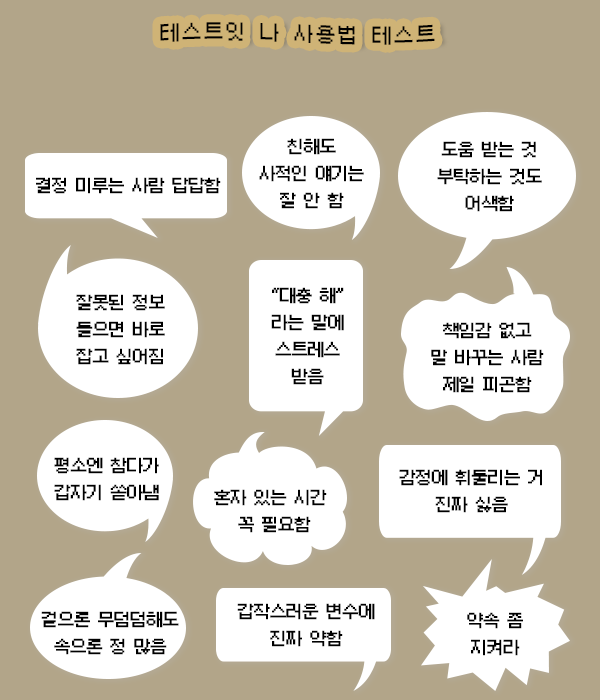 테스트잇 나 사용법 테스트
결정 미루는 사람 답답함
친해도
사적인 얘기는
잘 안 함
도움 받는 것
부탁하는 것도
어색함
잘못된 정보
들으면 바로
잡고 싶어짐
“대충 해”
라는 말에
스트레스
받음
책임감 없고
말 바꾸는 사람
제일 피곤함
평소엔 참다가
갑자기 쏟아냄
혼자 있는 시간
꼭 필요함
감정에 휘둘리는 거
진짜 싫음
겉으론 무덤덤해도
속으론 정 많음
갑작스러운 변수에
진짜 약함
약속 좀
지켜라